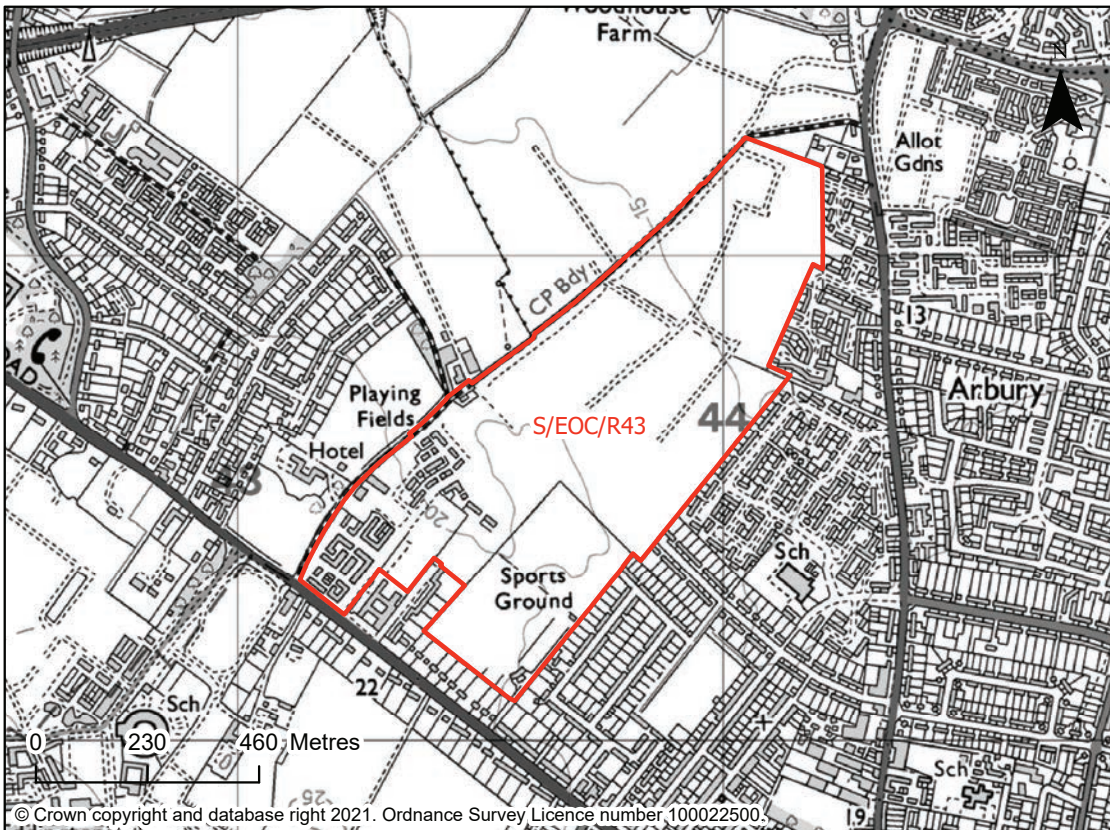 Woodhouse
Farm
N
Allot
Gdns
15
CP Bdy
13
Playing
Fields
Arbury
44
S/EOC/R43
Hotel
20
Sch
Sports
Ground
22
Sch
0 230 460 Metres
Sch
25
19
© Crown copyright and database right 2021. Ordnance Survey Licence number 100022500.